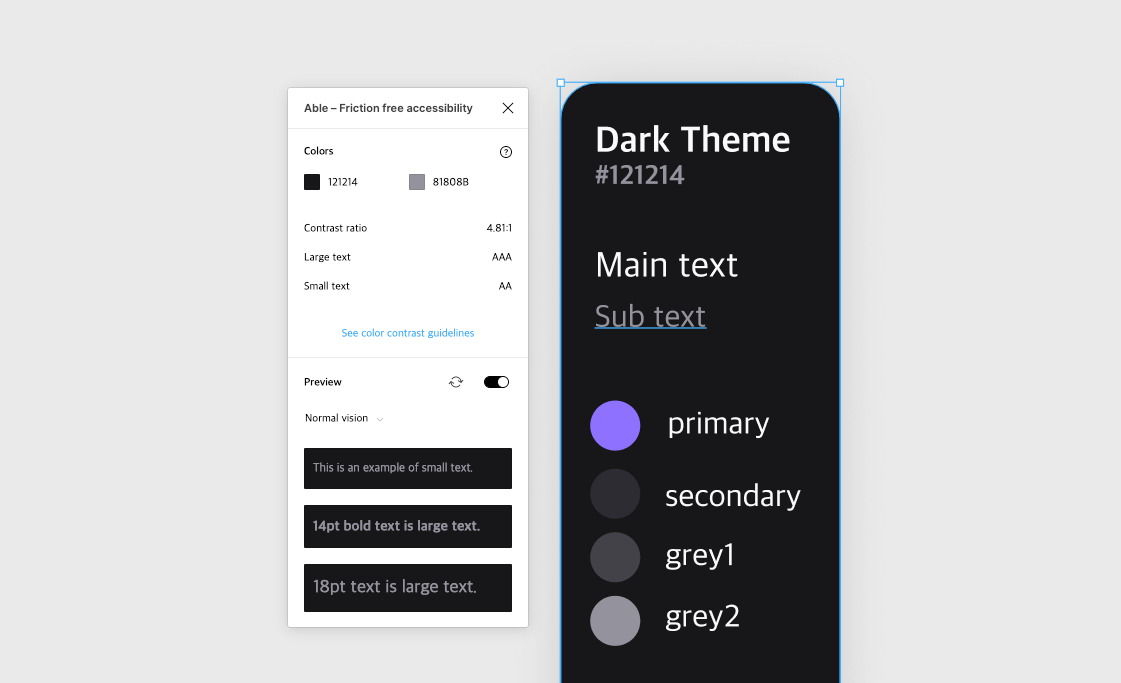 Able – Friction free accessibility
Colors
?
121214
81808B
Contrast ratio
4.81:1
Large text
AAA
Small text
AA
See color contrast guidelines
Preview
Normal vision
This is an example of small text.
14pt bold text is large text.
18pt text is large text.
Dark Theme
#121214
Main text
Sub text
primary
secondary
grey1
grey2